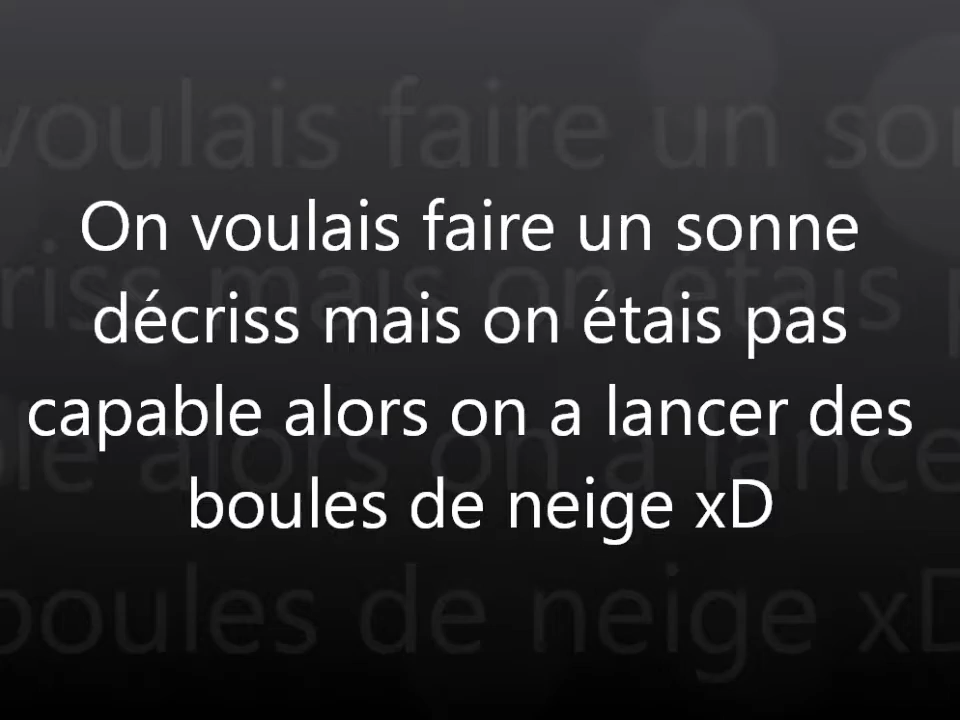 On voulais faire un sonne
décriss mais on étais pas
capable alors on a lancer des
boules de neige xD